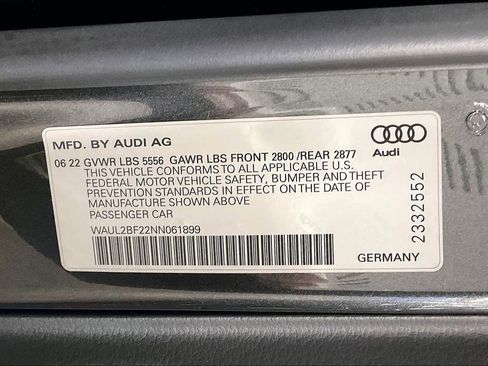 MFD. BY AUDI AG
Audi
06 22 GVWR LBS 5556 GAWR LBS FRONT 2800 /REAR 2877
THIS VEHICLE CONFORMS TO ALL APPLICABLE U.S.
FEDERAL MOTOR VEHICLE SAFETY, BUMPER AND THEFT
PREVENTION STANDARDS IN EFFECT ON THE DATE OF
MANUFACTURE SHOWN ABOVE
PASSENGER CAR
WAUL2BF22NN061899
2332552
GERMANY